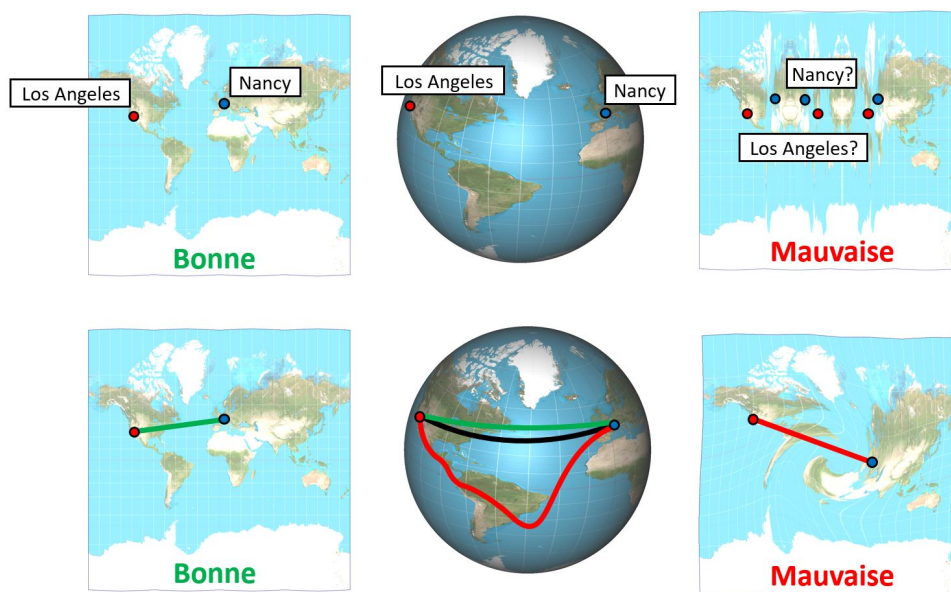 Los Angeles
Nancy
Bonne
Los Angeles
Nancy
Nancy?
Los Angeles?
Mauvaise
Bonne
Mauvaise